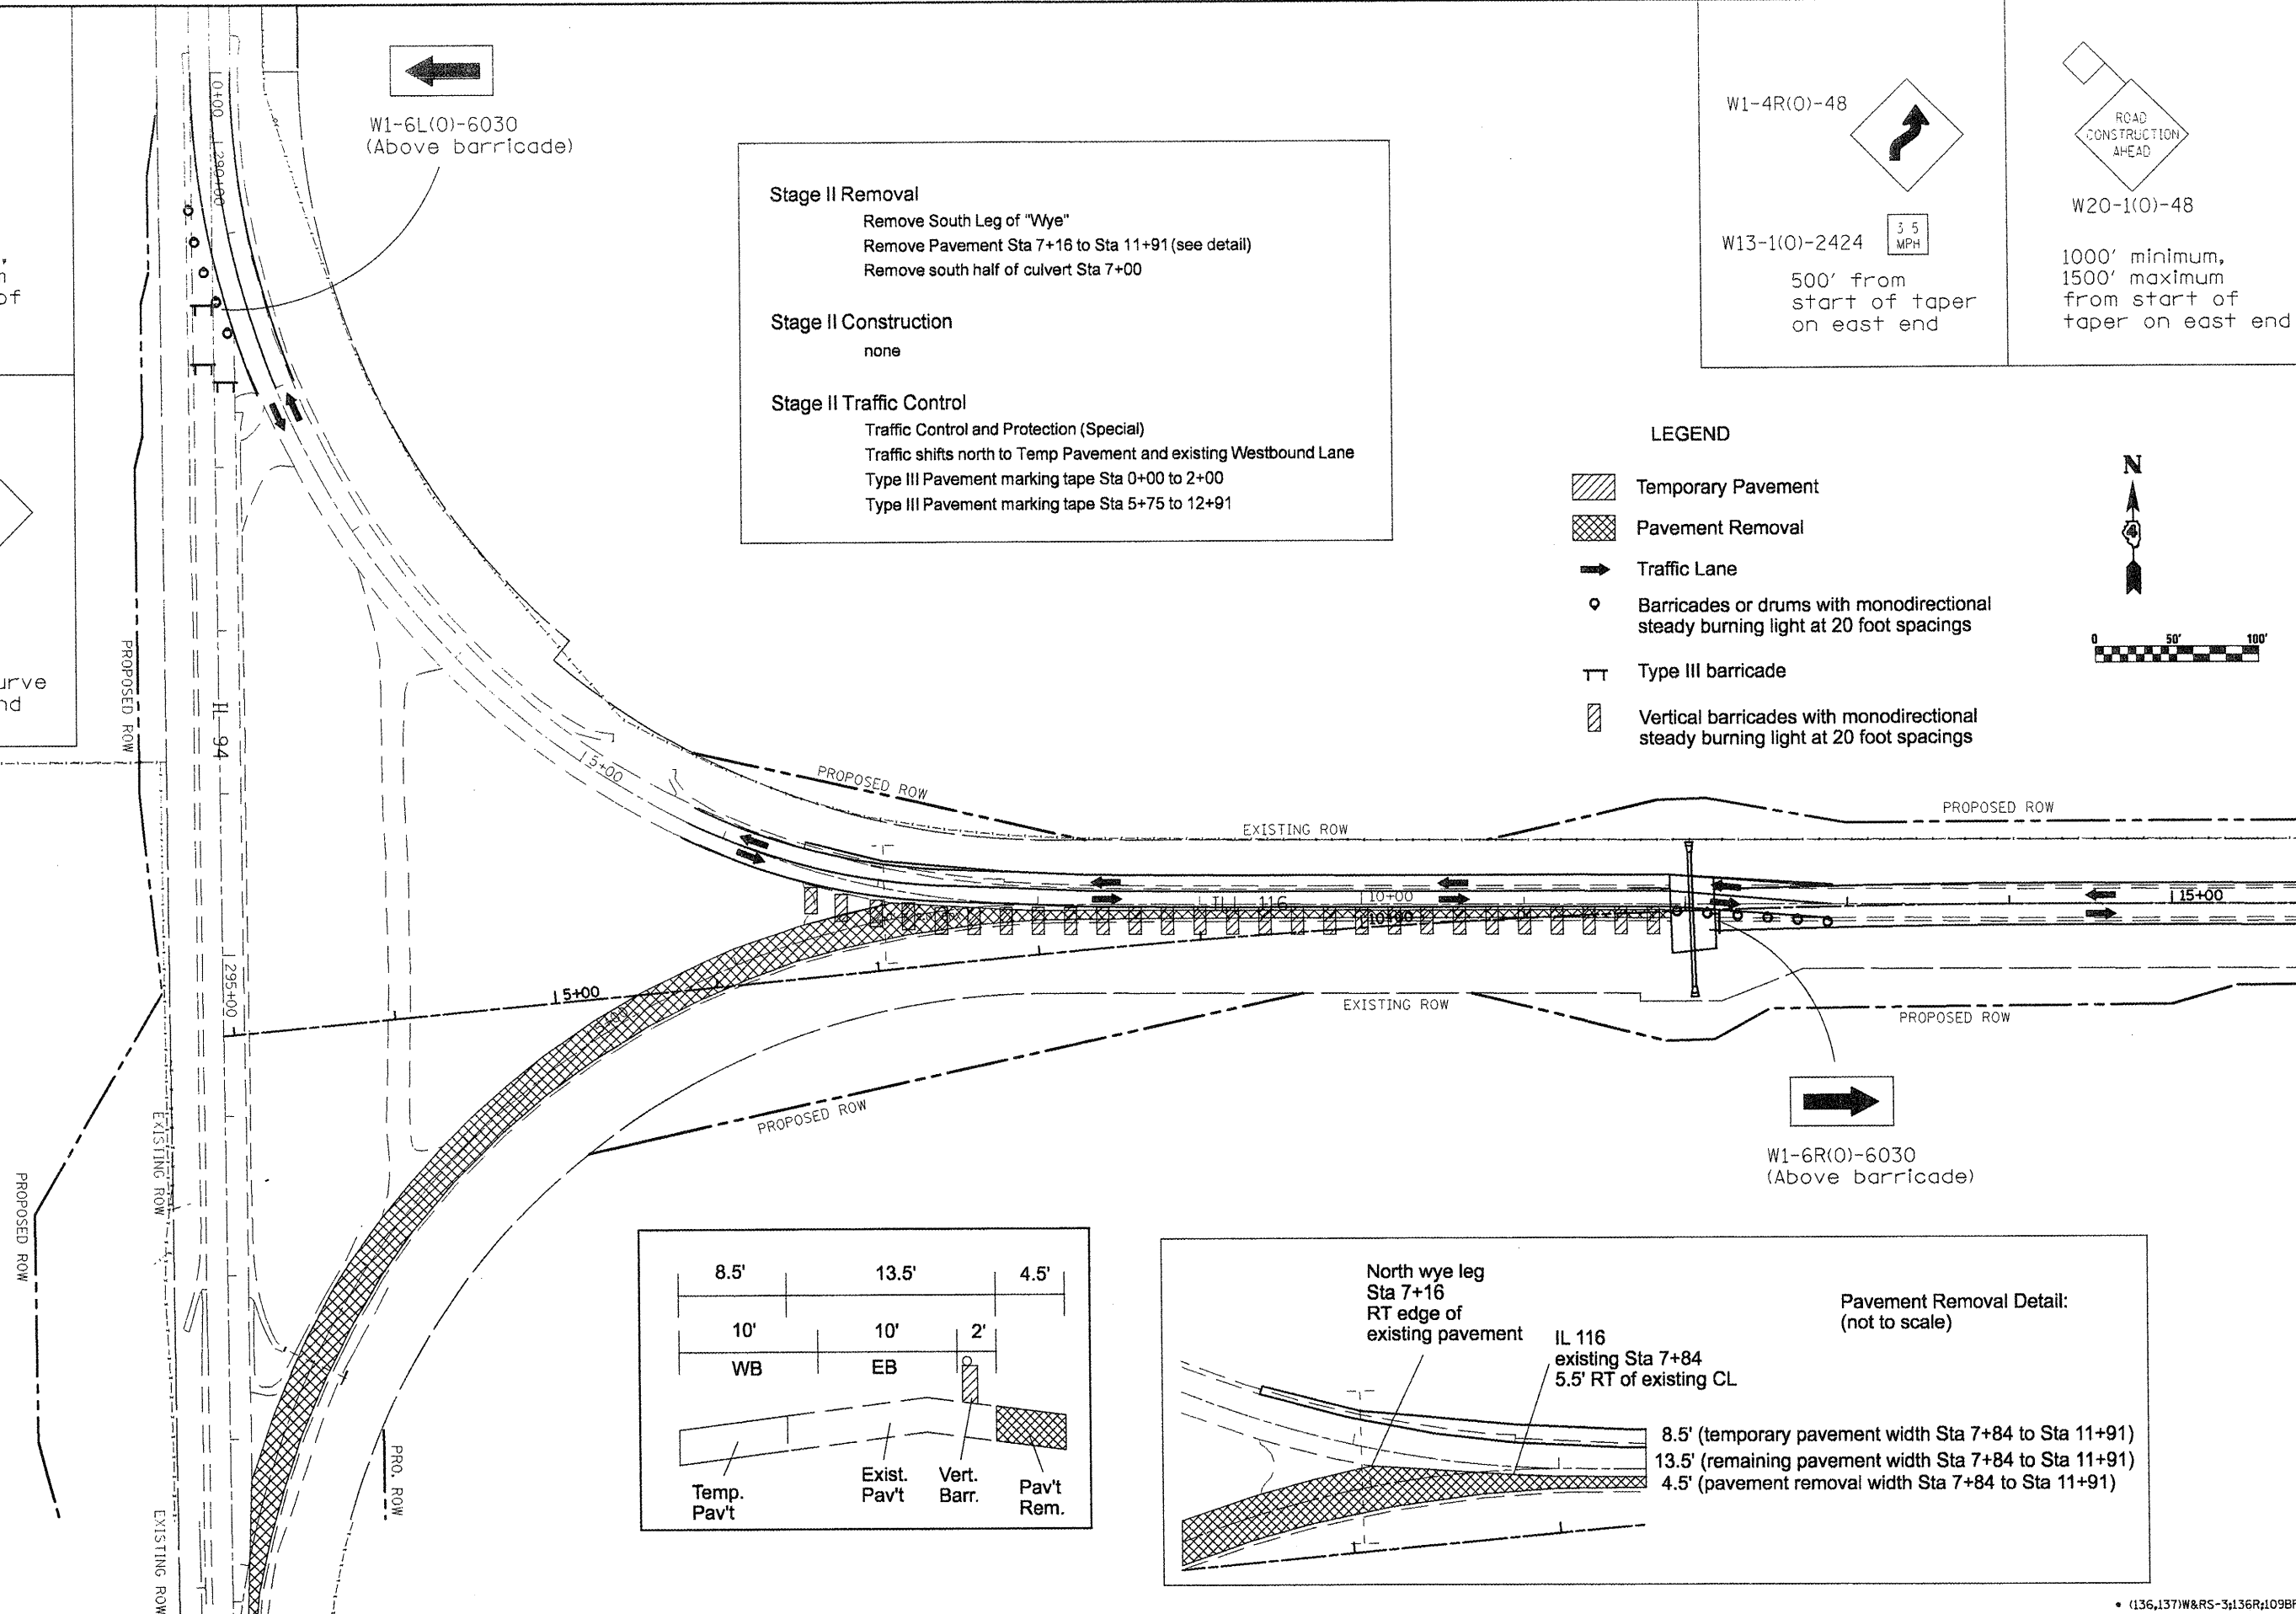 W1-6L(O)-6030
(Above barricade)
0+00
290+00
Stage II Removal
Remove South Leg of "Wye"
Remove Pavement Sta 7+16 to Sta 11+91 (see detail)
Remove south half of culvert Sta 7+00
Stage II Construction
none
Stage II Traffic Control
Traffic Control and Protection (Special)
Traffic shifts north to Temp Pavement and existing Westbound Lane
Type III Pavement marking tape Sta 0+00 to 2+00
Type III Pavement marking tape Sta 5+75 to 12+91
W1-4R(O)-48
W13-1(O)-2424
3 5
MPH
500' from
start of taper
on east end
ROAD
CONSTRUCTION
AHEAD
W20-1(O)-48
1000' minimum,
1500' maximum
from start of
taper on east end
of
urve
nd
LEGEND
Temporary Pavement
Pavement Removal
Traffic Lane
Barricades or drums with monodirectional
steady burning light at 20 foot spacings
Type III barricade
Vertical barricades with monodirectional
steady burning light at 20 foot spacings
N
4
0 50' 100'
PROPOSED ROW
IL 94
5+00
PROPOSED ROW
EXISTING ROW
PROPOSED ROW
IL 116
10+00
10+00
15+00
295+00
5+00
EXISTING ROW
PROPOSED ROW
PROPOSED ROW
EXISTING ROW
PROPOSED ROW
W1-6R(O)-6030
(Above barricade)
PRO. ROW
EXISTING ROW
8.5' 13.5' 4.5'
10' 10' 2'
WB EB
Temp.
Pav't
Exist.
Pav't
Vert.
Barr.
Pav't
Rem.
North wye leg
Sta 7+16
RT edge of
existing pavement
IL 116
existing Sta 7+84
5.5' RT of existing CL
Pavement Removal Detail:
(not to scale)
8.5' (temporary pavement width Sta 7+84 to Sta 11+91)
13.5' (remaining pavement width Sta 7+84 to Sta 11+91)
4.5' (pavement removal width Sta 7+84 to Sta 11+91)
• (136,137)W&RS-3;136R;109BR